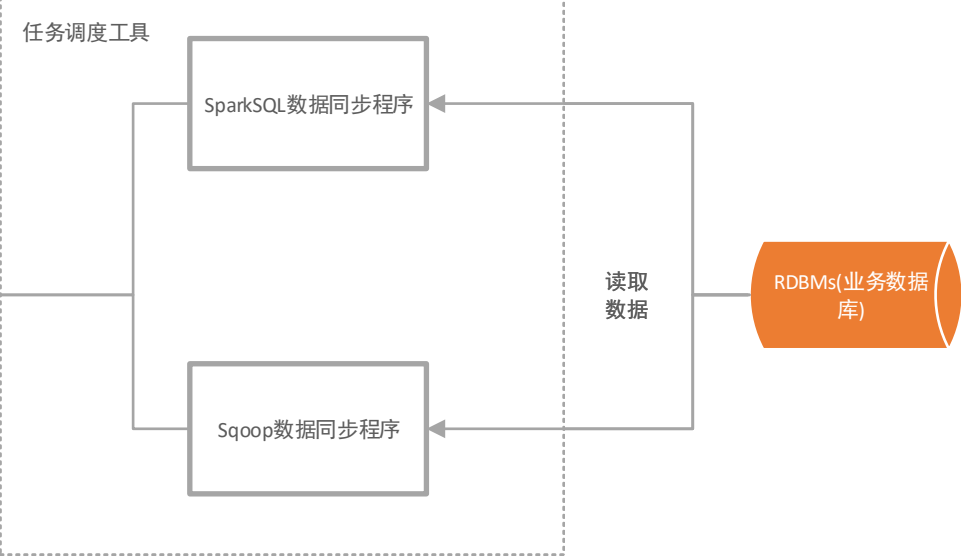 任务调度工具
SparkSQL数据同步程序
读取
数据
RDBMs(业务数据
库)
Sqoop数据同步程序